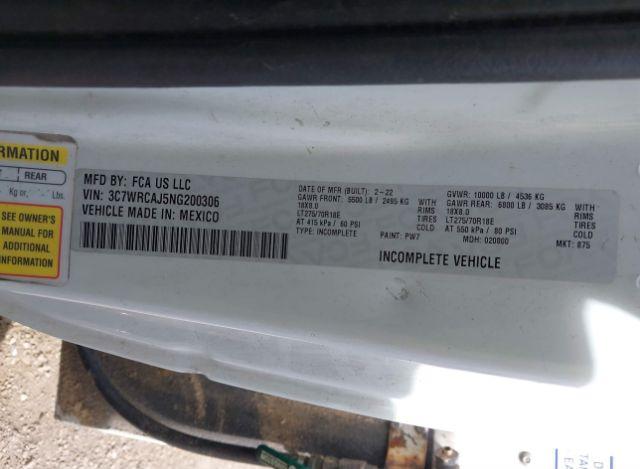 RMATION
REAR
Kg or Lbs.
SEE OWNER'S
MANUAL FOR
ADDITIONAL
INFORMATION
MFD BY: FCA US LLC
VIN: 3C7WRCAJ5NG200306
VEHICLE MADE IN: MEXICO
DATE OF MFR (BUILT): 2-22
GAWR FRONT: 5500 LB / 2495 KG
18X8.0
LT275/70R18E
AT 415 kPa / 60 PSI
TYPE: INCOMPLETE
WITH
RIMS
TIRES
COLD
PAINT: PW7
GVWR: 10000 LB / 4536 KG
GAWR REAR: 6800 LB / 3085 KG
18X8.0
LT275/70R18E
AT 550 kPa / 80 PSI
MDH: 020800
WITH
RIMS
TIRES
COLD
MKT: 875
INCOMPLETE VEHICLE